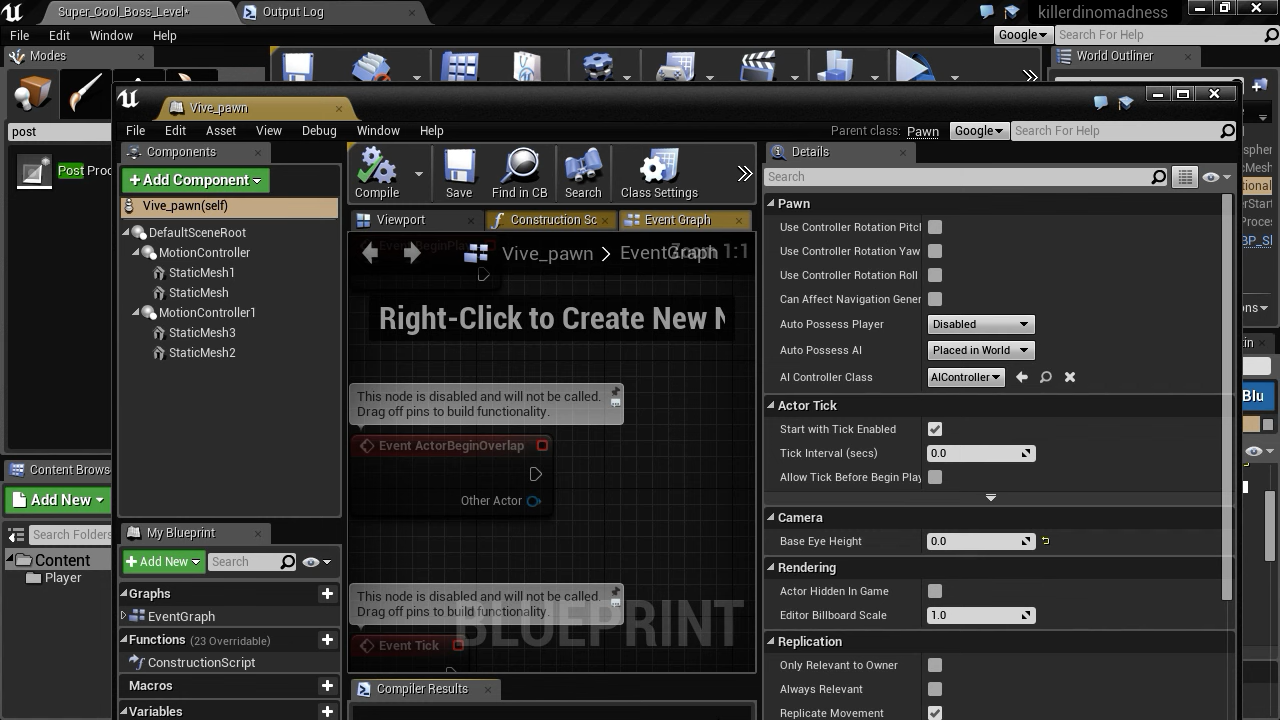 Super_Cool_Boss_Level*
Output Log
killerdinomadness
File Edit Window Help
Google
Search For Help
Modes
World Outliner
post
Post Proc
Vive_pawn
File Edit Asset View Debug Window Help
Parent class: Pawn
Google
Search For Help
Components
+Add Component
Vive_pawn(self)
DefaultSceneRoot
MotionController
StaticMesh1
StaticMesh
MotionController1
StaticMesh3
StaticMesh2
Compile
Save
Find in CB
Search
Class Settings
Viewport
Construction Sc
Event Graph
Event BeginPlay
Vive_pawn > EventGraph
Zoom 1:1
Right-Click to Create New N
This node is disabled and will not be called.
Drag off pins to build functionality.
Event ActorBeginOverlap
Other Actor
This node is disabled and will not be called.
Drag off pins to build functionality.
BLUEPRINT
Event Tick
Compiler Results
Details
Search
Pawn
Use Controller Rotation Pitcl
Use Controller Rotation Yaw
Use Controller Rotation Roll
Can Affect Navigation Gener
Auto Possess Player Disabled
Auto Possess AI Placed in World
AI Controller Class AIController
Actor Tick
Start with Tick Enabled
Tick Interval (secs) 0.0
Allow Tick Before Begin Play
Camera
Base Eye Height 0.0
Rendering
Actor Hidden In Game
Editor Billboard Scale 1.0
Replication
Only Relevant to Owner
Always Relevant
Replicate Movement
Content Brows
Add New
Search Folders
Content
Player
My Blueprint
+Add New
Search
Graphs
EventGraph
Functions (23 Overridable)
ConstructionScript
Macros
Variables
Blu